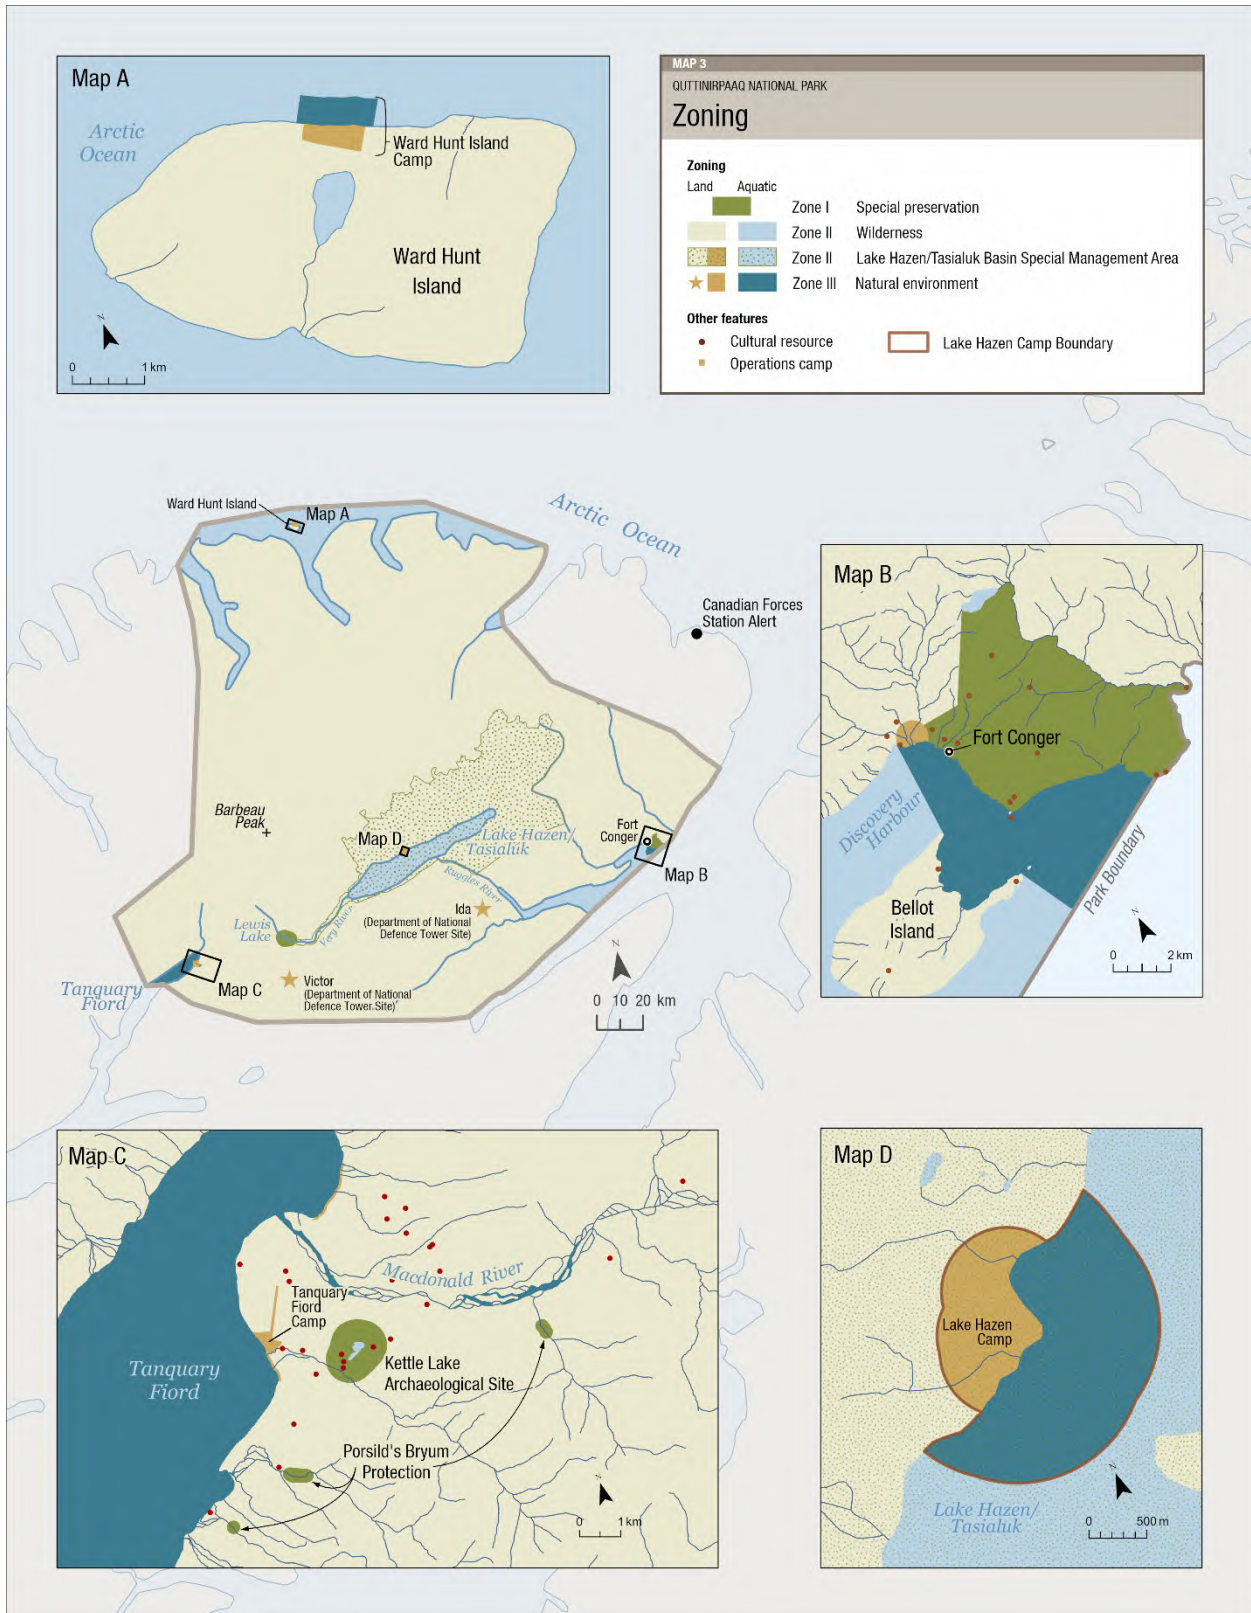 Map A
Arctic
Ocean
Ward Hunt Island
Camp
Ward Hunt
Island
N
0 1 km
MAP 3
QUTTINIRPAAQ NATIONAL PARK
Zoning
Zoning
Land Aquatic
Zone I Special preservation
Zone II Wilderness
Zone II Lake Hazen/Tasialuk Basin Special Management Area
Zone III Natural environment
Other features
Cultural resource
Operations camp
Lake Hazen Camp Boundary
Ward Hunt Island
Map A
Arctic Ocean
Canadian Forces
Station Alert
Barbeau
Peak
Map D
Lake Hazen/
Tasialuk
Fort
Conger
Map B
Ruggles River
Very River
Ida
(Department of National
Defence Tower Site)
Lewis
Lake
Victor
(Department of National
Defence Tower Site)
Map C
Tanquary
Fiord
N
0 10 20 km
Map B
Fort Conger
Discovery
Harbour
Bellot
Island
Park Boundary
N
0 2 km
Map C
Macdonald River
Tanquary
Fiord
Camp
Tanquary
Fiord
Kettle Lake
Archaeological Site
Porsild's Bryum
Protection
N
0 1 km
Map D
Lake Hazen
Camp
Lake Hazen/
Tasialuk
N
0 500 m